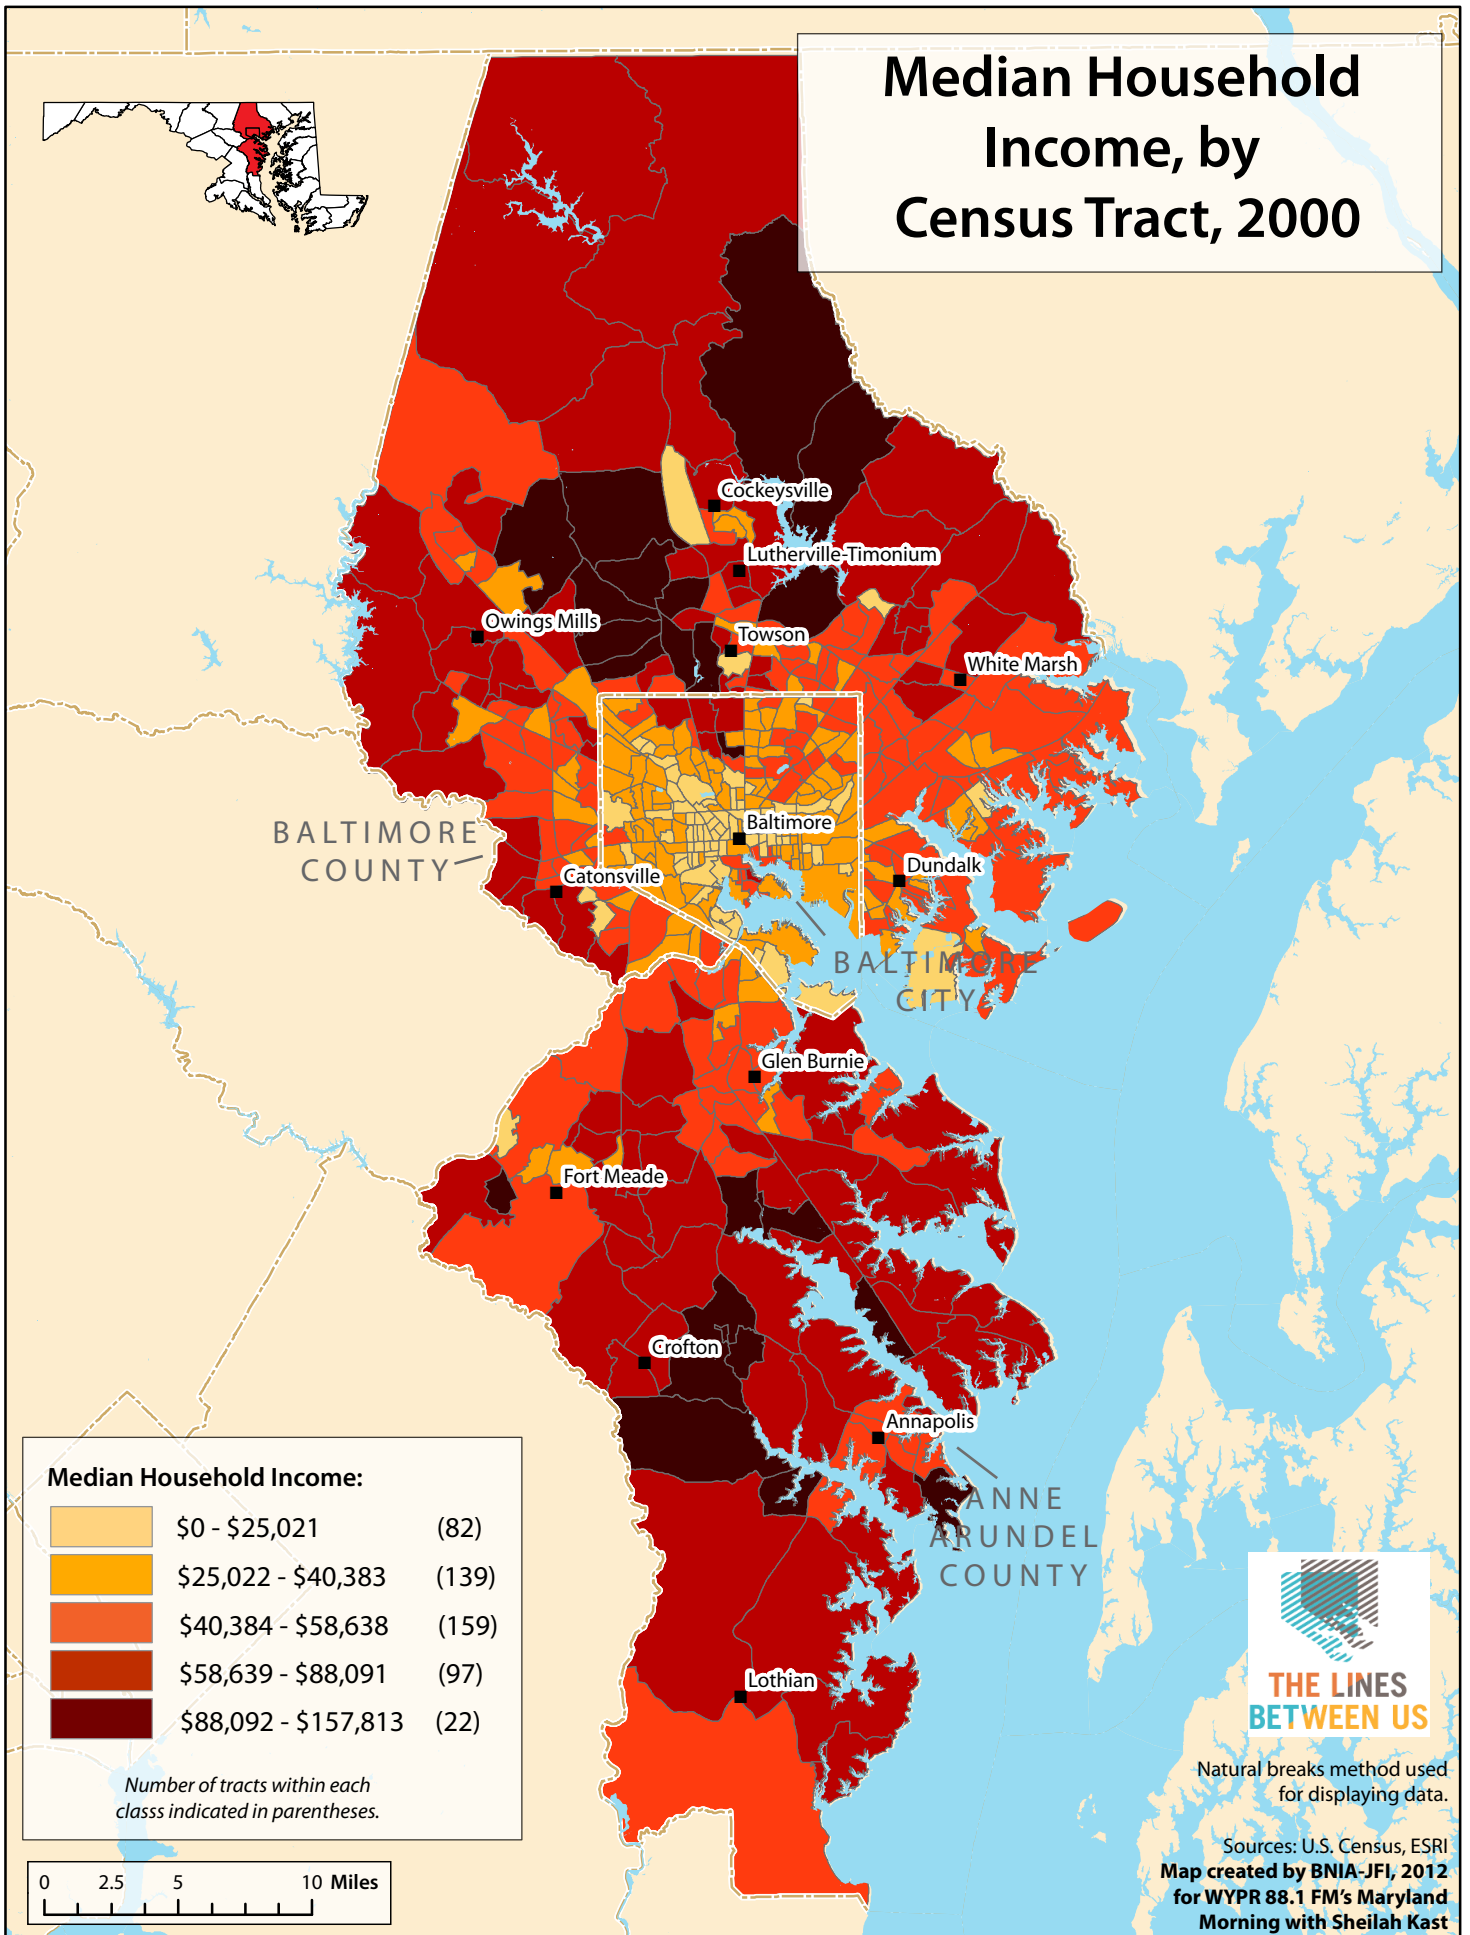 Median Household
Income, by
Census Tract, 2000
Cockeysville
Lutherville-Timonium
Owings Mills
Towson
White Marsh
Baltimore
BALTIMORE
COUNTY
Dundalk
Catonsville
BALTIMORE
CITY
Glen Burnie
Fort Meade
Crofton
Annapolis
ANNE
ARUNDEL
COUNTY
Lothian
Median Household Income:
$0 - $25,021 (82)
$25,022 - $40,383 (139)
$40,384 - $58,638 (159)
$58,639 - $88,091 (97)
$88,092 - $157,813 (22)
Number of tracts within each
classs indicated in parentheses.
0 2.5 5 10 Miles
THE LINES
BETWEEN US
Natural breaks method used
for displaying data.
Sources: U.S. Census, ESRI
Map created by BNIA-JFI, 2012
for WYPR 88.1 FM's Maryland
Morning with Sheilah Kast